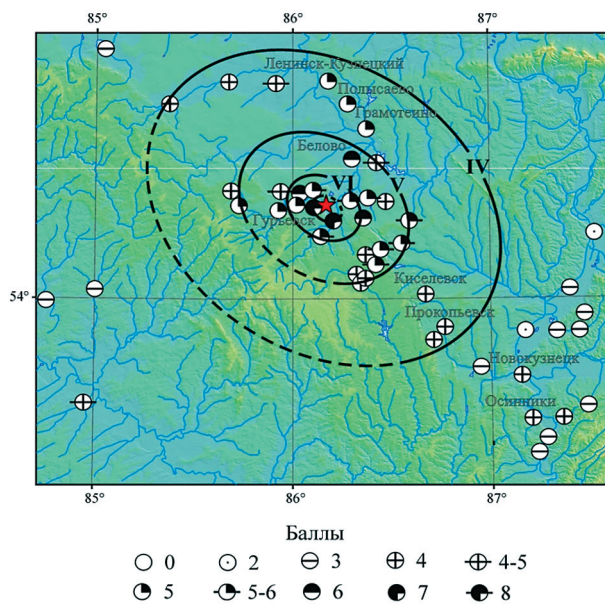 85° 86° 87°
Ленинск-Кузнецкий
Полысаево
Грамотеино
Белово
IV
VI V
Гурьевск
Киселевск
54°
Прокопьевск
Новокузнецк
Осинники
85° 86° 87°
Баллы
0 2 3 4 4-5
5 5-6 6 7 8